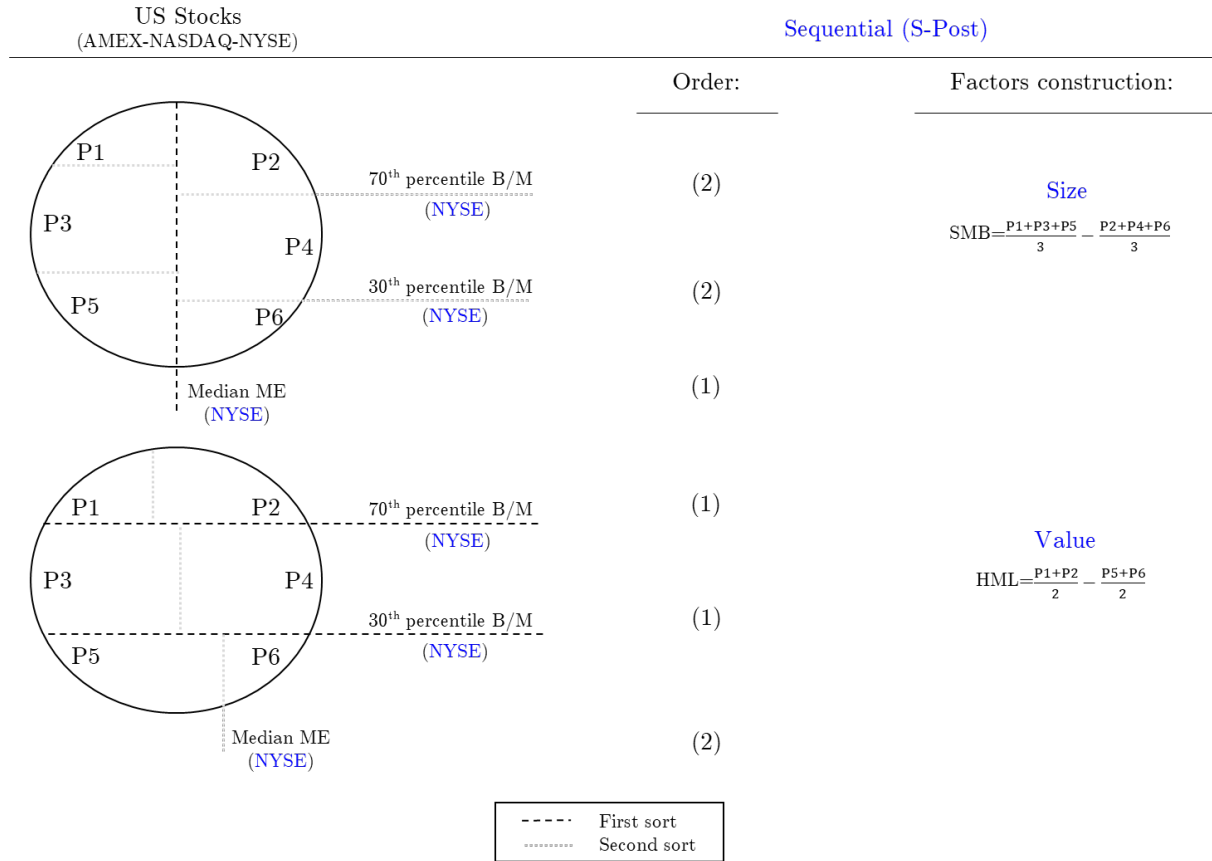 US Stocks
(AMEX-NASDAQ-NYSE)
Sequential (S-Post)
Order:
Factors construction:
P1
P2
70th percentile B/M
(NYSE)
(2)
Size
P3
P4
SMB=P1+P3+P5/3 − P2+P4+P6/3
30th percentile B/M
(NYSE)
(2)
P5
P6
Median ME
(NYSE)
(1)
P1
P2
70th percentile B/M
(NYSE)
(1)
Value
P3
P4
HML=P1+P2/2 − P5+P6/2
30th percentile B/M
(NYSE)
(1)
P5
P6
Median ME
(NYSE)
(2)
First sort
Second sort